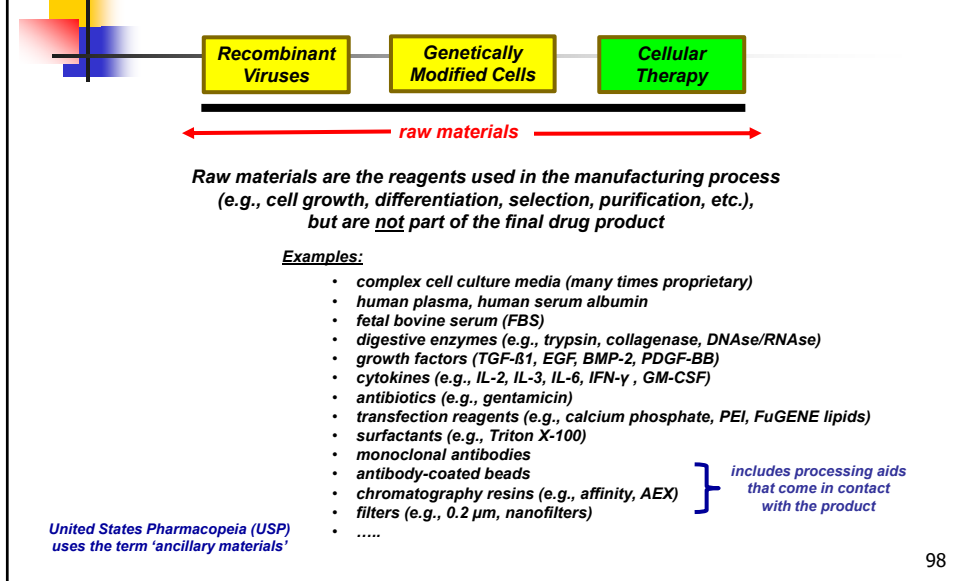 Recombinant
Viruses
Genetically
Modified Cells
Cellular
Therapy
raw materials
Raw materials are the reagents used in the manufacturing process
(e.g., cell growth, differentiation, selection, purification, etc.),
but are not part of the final drug product
Examples:
• complex cell culture media (many times proprietary)
• human plasma, human serum albumin
• fetal bovine serum (FBS)
• digestive enzymes (e.g., trypsin, collagenase, DNAse/RNAse)
• growth factors (TGF-ß1, EGF, BMP-2, PDGF-BB)
• cytokines (e.g., IL-2, IL-3, IL-6, IFN-γ , GM-CSF)
• antibiotics (e.g., gentamicin)
• transfection reagents (e.g., calcium phosphate, PEI, FuGENE lipids)
• surfactants (e.g., Triton X-100)
• monoclonal antibodies
• antibody-coated beads
• chromatography resins (e.g., affinity, AEX)
• filters (e.g., 0.2 µm, nanofilters)
• …..
includes processing aids
that come in contact
with the product
United States Pharmacopeia (USP)
uses the term ‘ancillary materials’
98